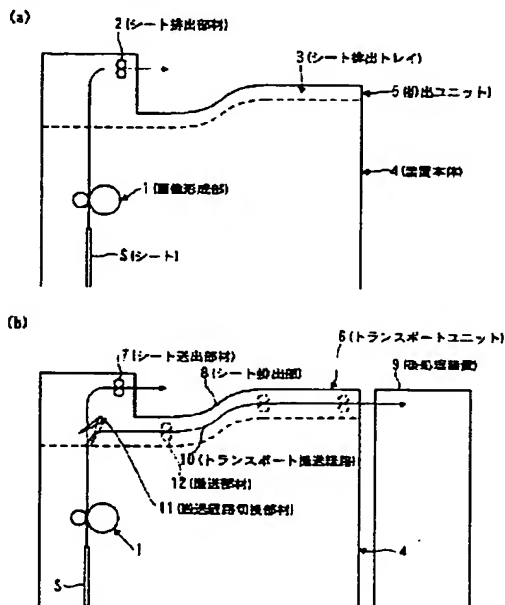 (a)
2 (シート排出部材)
3 (シート排出トレイ)
5 (排出ユニット)
4 (装置本体)
1 (画像形成部)
S (シート)
(b)
7 (シート送出部材)
6 (トランスポートユニット)
8 (シート排出部)
9 (後処理装置)
10 (トランスポート搬送経路)
12 (搬送部材)
11 (搬送経路切換部材)
1
4
S